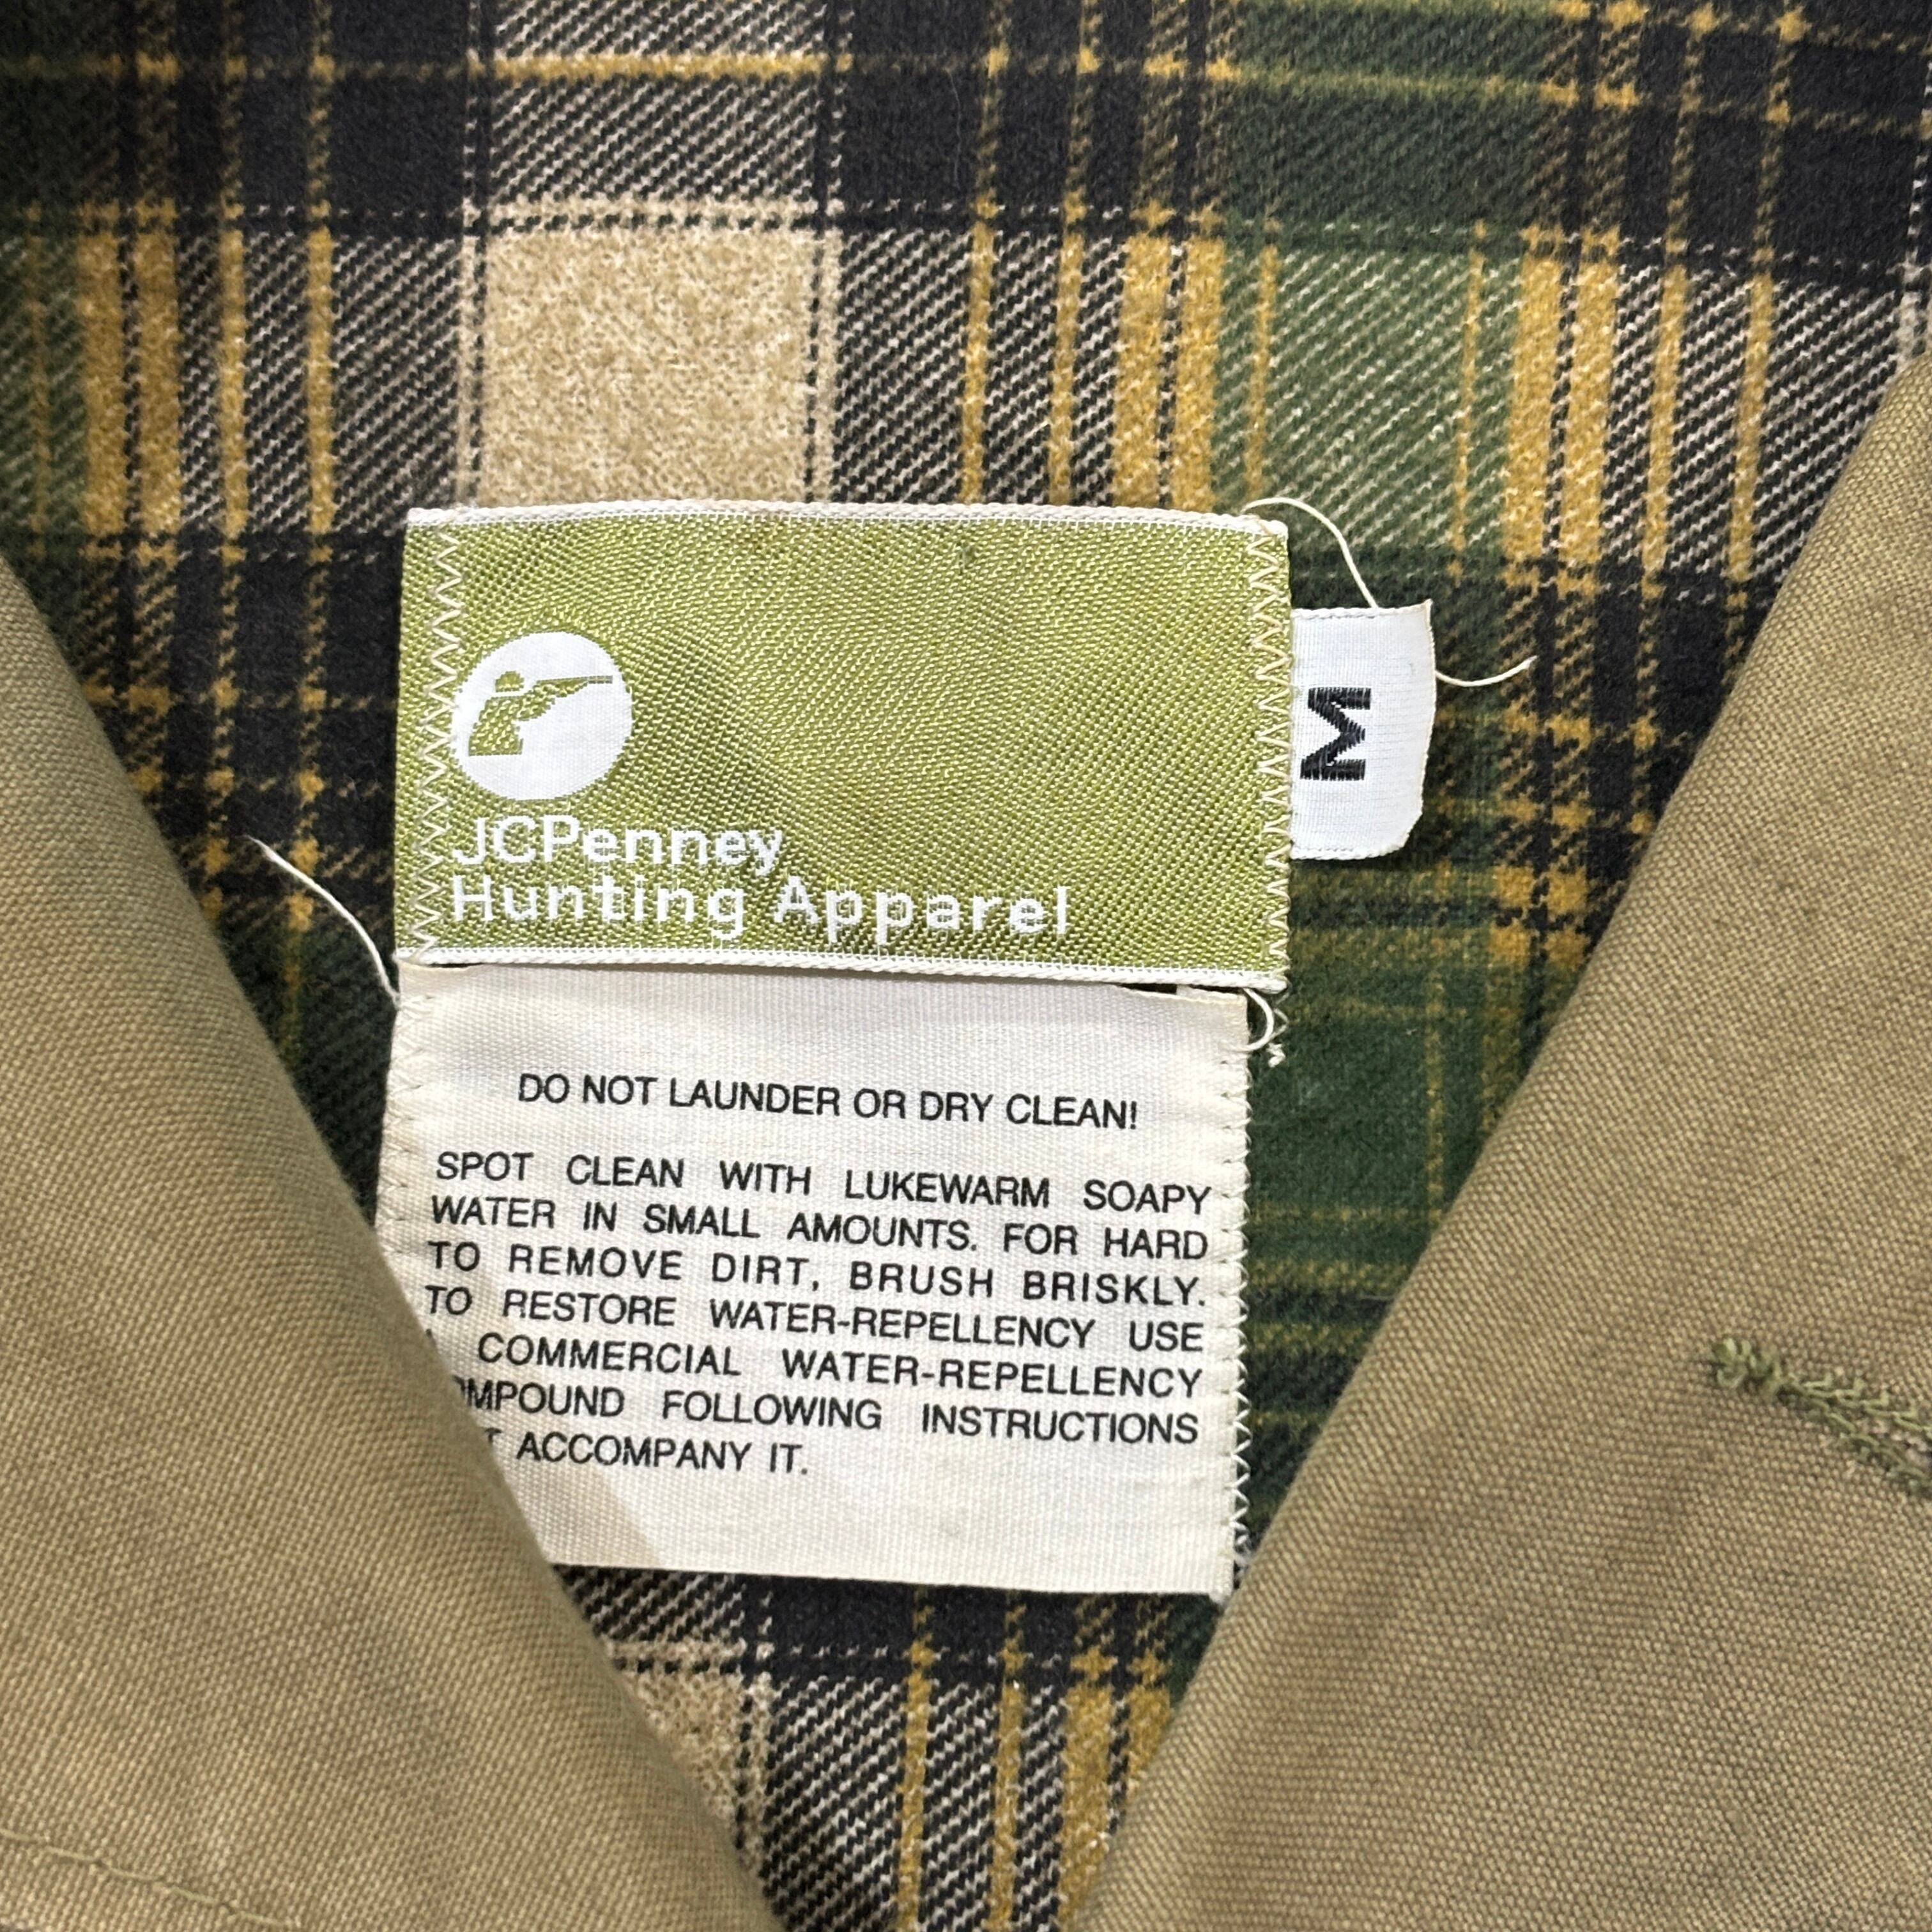 JCPenney
Hunting Apparel
M
DO NOT LAUNDER OR DRY CLEAN!
SPOT CLEAN WITH LUKEWARM SOAPY
WATER IN SMALL AMOUNTS. FOR HARD
TO REMOVE DIRT, BRUSH BRISKLY.
TO RESTORE WATER-REPELLENCY USE
COMMERCIAL WATER-REPELLENCY
MPOUND FOLLOWING INSTRUCTIONS
T ACCOMPANY IT.